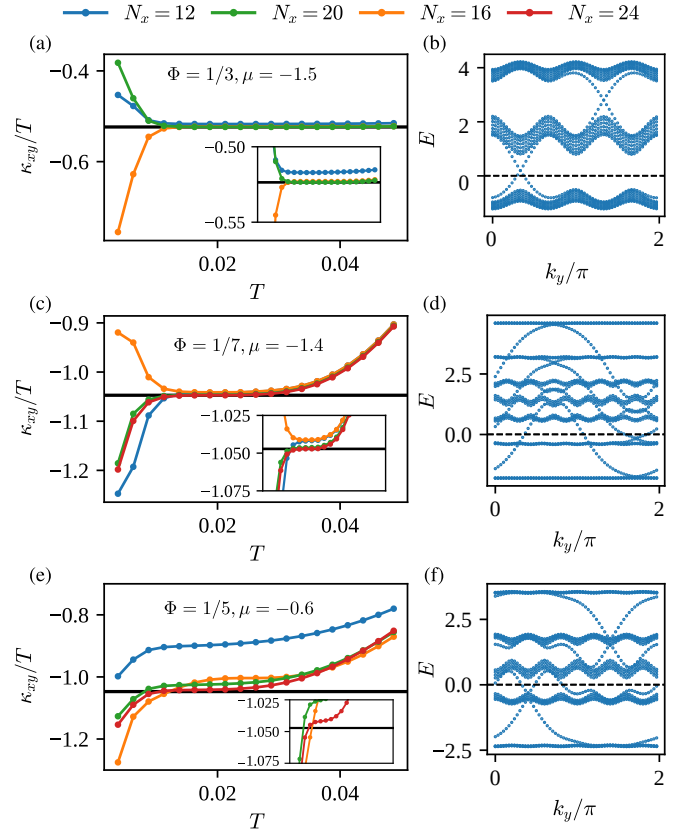 N_x = 12 N_x = 20 N_x = 16 N_x = 24
(a) (b)
Φ = 1/3, μ = −1.5
κ_xy/T
−0.4
−0.6
0.02 0.04
T
−0.50
−0.55
E
4
2
0
0 2
k_y/π
(c) (d)
Φ = 1/7, μ = −1.4
κ_xy/T
−0.9
−1.0
−1.1
−1.2
0.02 0.04
T
−1.025
−1.050
−1.075
E
2.5
0.0
0 2
k_y/π
(e) (f)
Φ = 1/5, μ = −0.6
κ_xy/T
−0.8
−1.0
−1.2
0.02 0.04
T
−1.025
−1.050
−1.075
E
2.5
0.0
−2.5
0 2
k_y/π